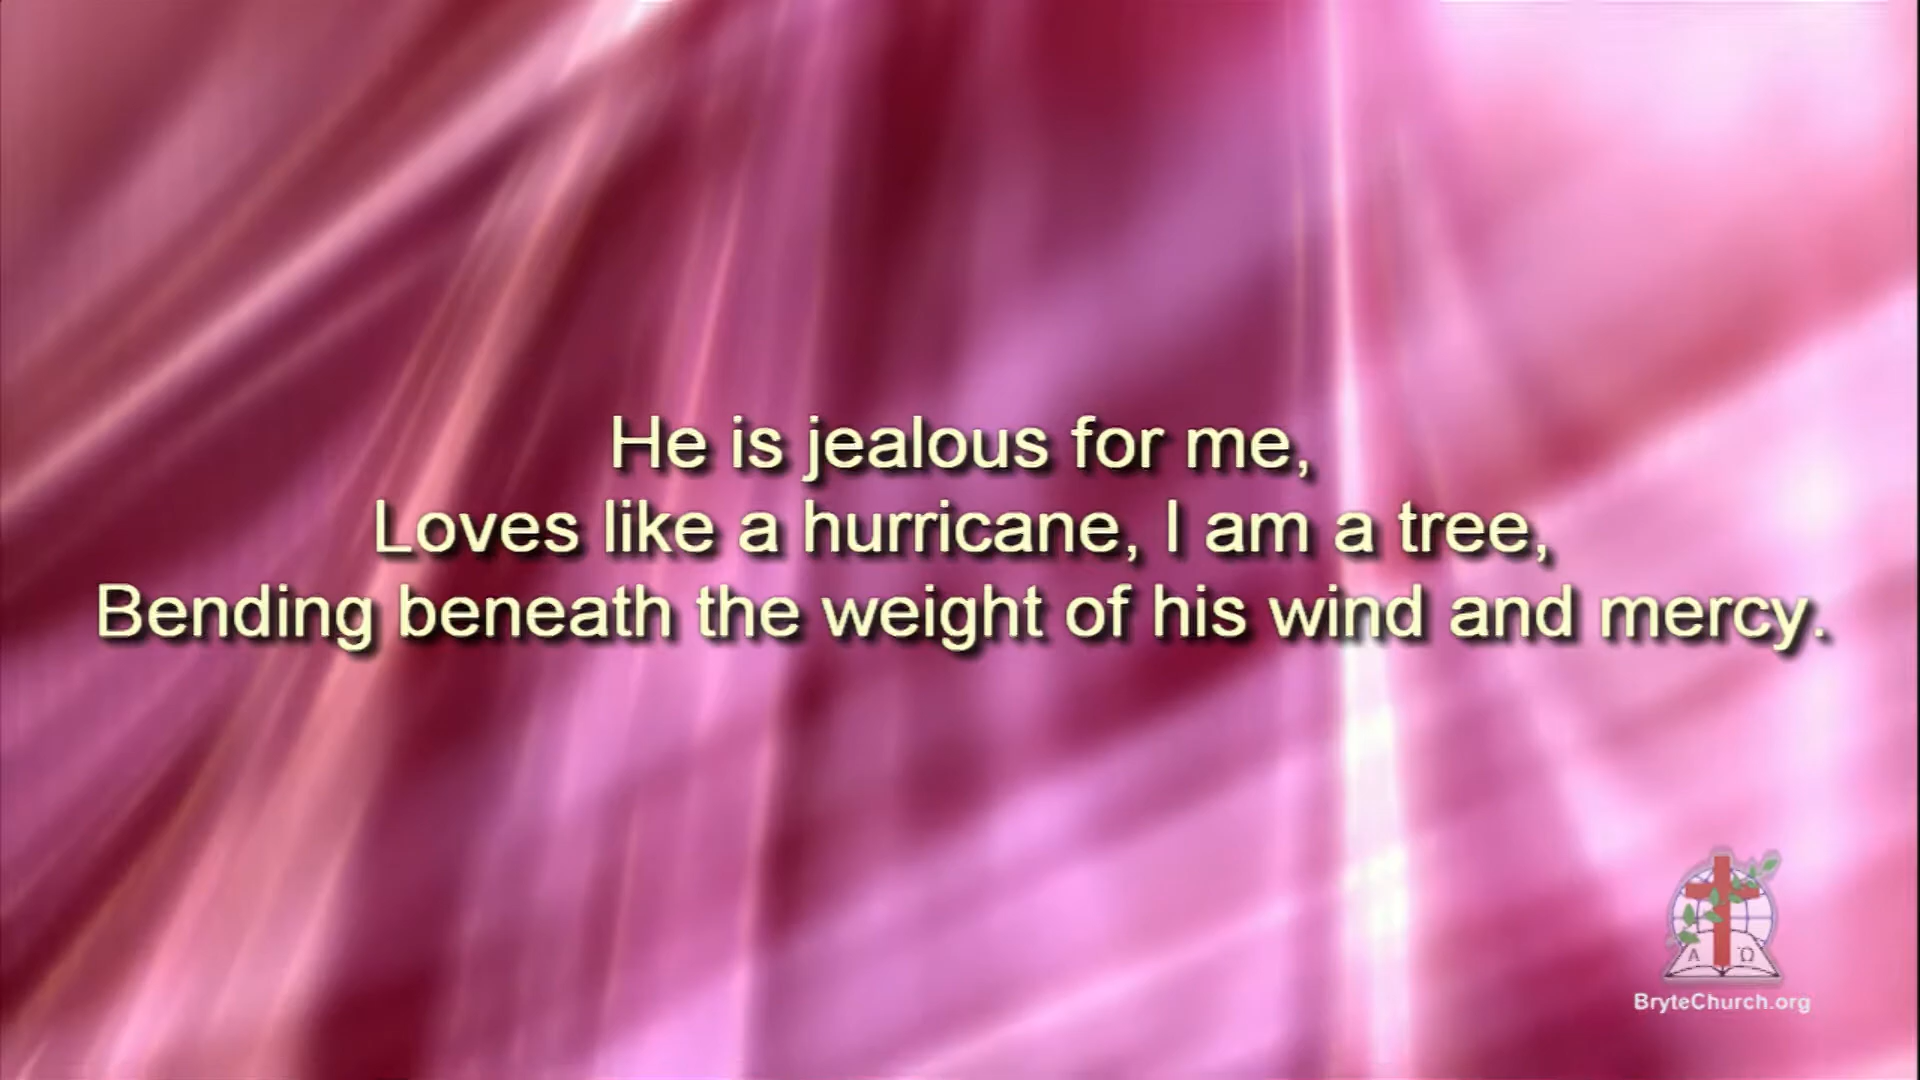 He is jealous for me,
Loves like a hurricane, I am a tree,
Bending beneath the weight of his wind and mercy.
Α Ω
BryteChurch.org